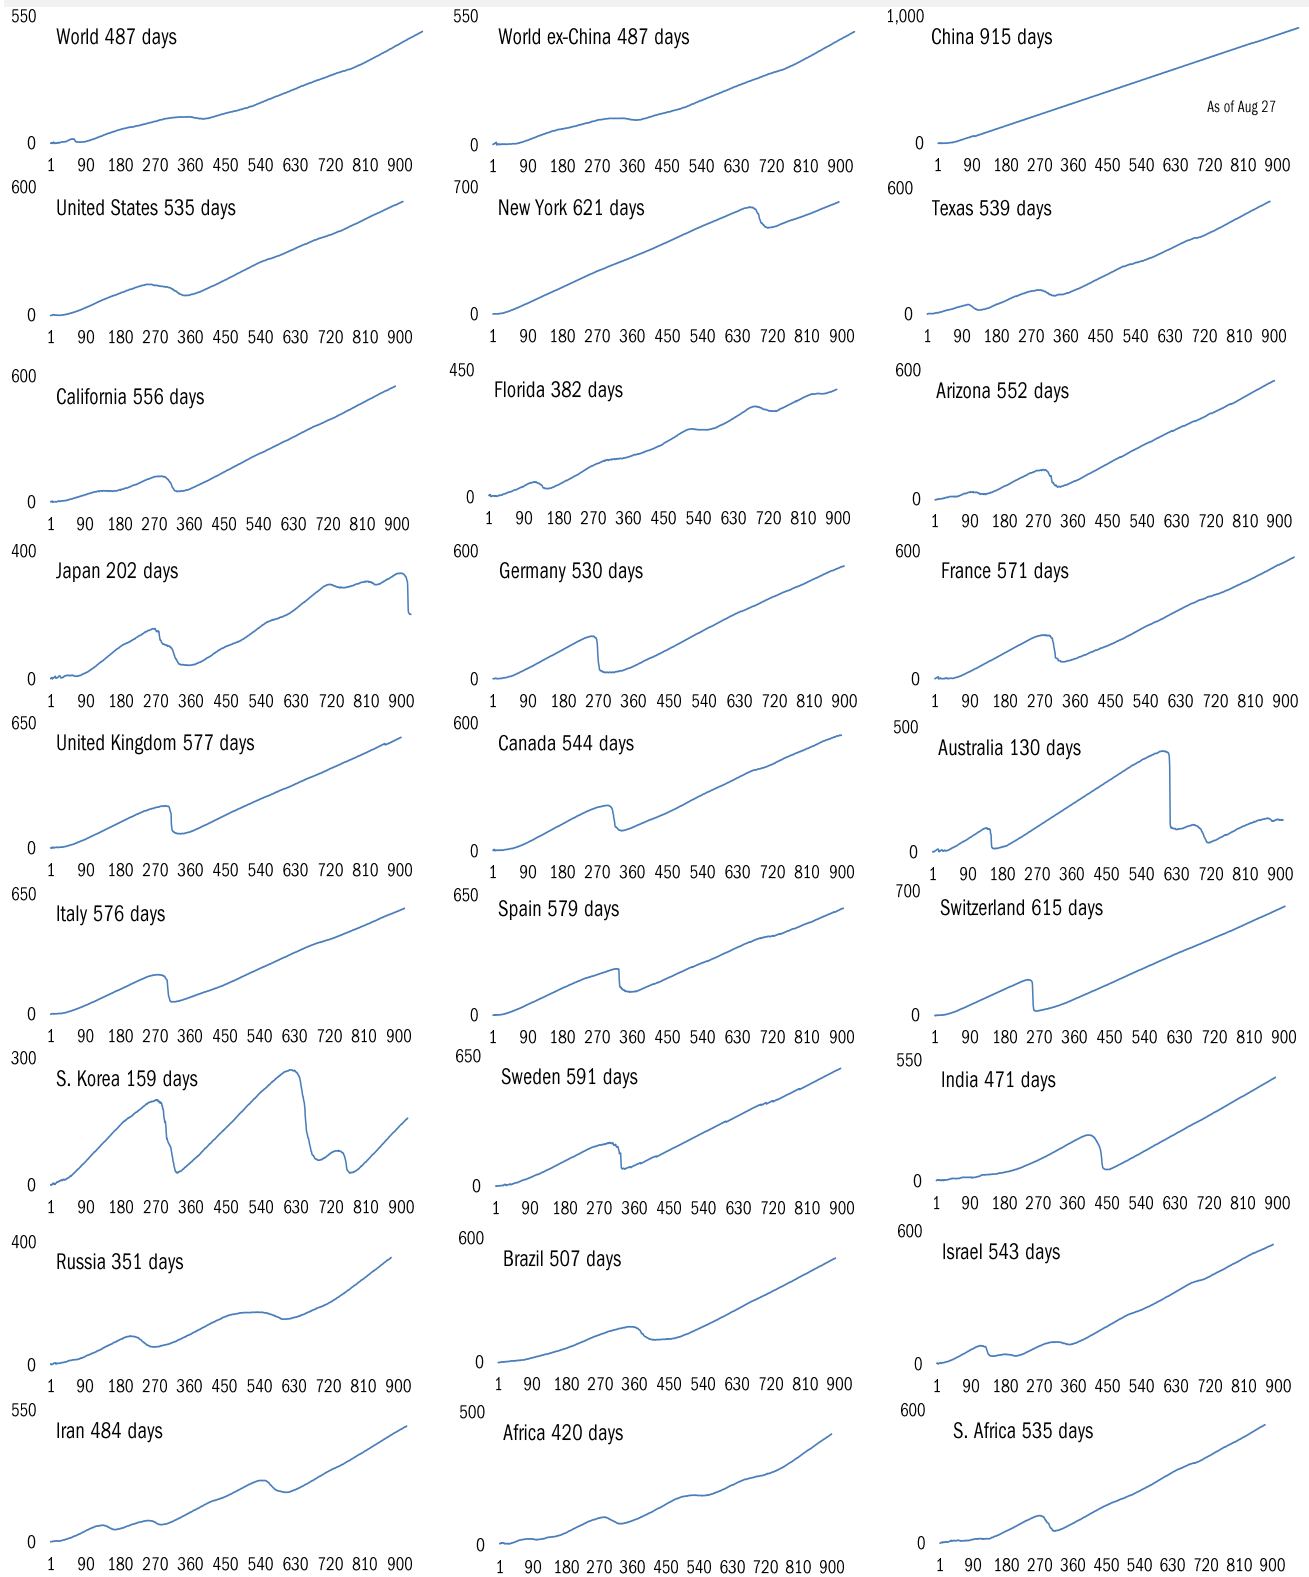 550 550 1,000
World 487 days World ex-China 487 days China 915 days
As of Aug 27
0 0 0
1 90 180 270 360 450 540 630 720 810 900 1 90 180 270 360 450 540 630 720 810 900 1 90 180 270 360 450 540 630 720 810 900
600 700 600
United States 535 days New York 621 days Texas 539 days
0 0 0
1 90 180 270 360 450 540 630 720 810 900 1 90 180 270 360 450 540 630 720 810 900 1 90 180 270 360 450 540 630 720 810 900
600 450 600
California 556 days Florida 382 days Arizona 552 days
0 0 0
1 90 180 270 360 450 540 630 720 810 900 1 90 180 270 360 450 540 630 720 810 900 1 90 180 270 360 450 540 630 720 810 900
400 600 600
Japan 202 days Germany 530 days France 571 days
0 0 0
1 90 180 270 360 450 540 630 720 810 900 1 90 180 270 360 450 540 630 720 810 900 1 90 180 270 360 450 540 630 720 810 900
650 600 500
United Kingdom 577 days Canada 544 days Australia 130 days
0 0 0
1 90 180 270 360 450 540 630 720 810 900 1 90 180 270 360 450 540 630 720 810 900 1 90 180 270 360 450 540 630 720 810 900
650 650 700
Italy 576 days Spain 579 days Switzerland 615 days
0 0 0
1 90 180 270 360 450 540 630 720 810 900 1 90 180 270 360 450 540 630 720 810 900 1 90 180 270 360 450 540 630 720 810 900
300 650 550
S. Korea 159 days Sweden 591 days India 471 days
0 0 0
1 90 180 270 360 450 540 630 720 810 900 1 90 180 270 360 450 540 630 720 810 900 1 90 180 270 360 450 540 630 720 810 900
400 600 600
Russia 351 days Brazil 507 days Israel 543 days
0 0 0
1 90 180 270 360 450 540 630 720 810 900 1 90 180 270 360 450 540 630 720 810 900 1 90 180 270 360 450 540 630 720 810 900
550 500 600
Iran 484 days Africa 420 days S. Africa 535 days
0 0 0
1 90 180 270 360 450 540 630 720 810 900 1 90 180 270 360 450 540 630 720 810 900 1 90 180 270 360 450 540 630 720 810 900